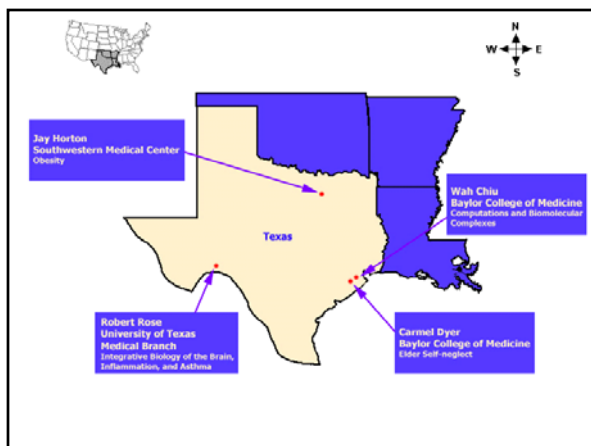 N
W E
S
Jay Horton
Southwestern Medical Center
Obesity
Wah Chiu
Baylor College of Medicine
Computations and Biomolecular
Complexes
Texas
Robert Rose
University of Texas
Medical Branch
Integrative Biology of the Brain,
Inflammation, and Asthma
Carmel Dyer
Baylor College of Medicine
Elder Self-neglect